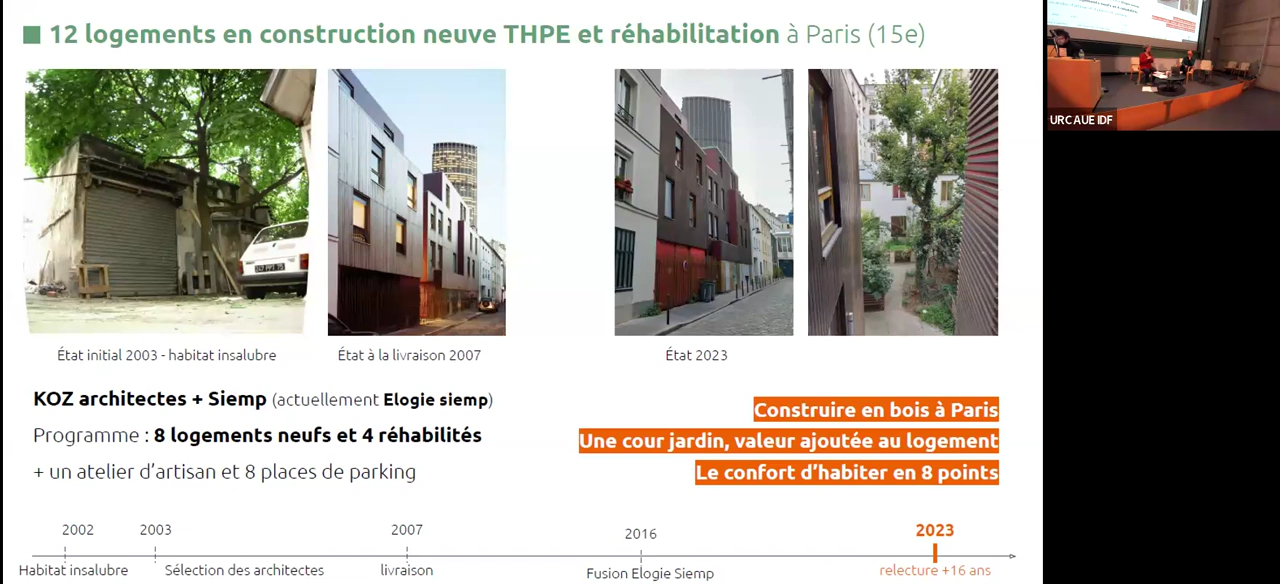 12 logements en construction neuve THPE et réhabilitation à Paris (15e)
URCAUE IDF
État initial 2003 - habitat insalubre
État à la livraison 2007
État 2023
KOZ architectes + Siemp (actuellement Elogie siemp)
Programme : 8 logements neufs et 4 réhabilités
+ un atelier d'artisan et 8 places de parking
Construire en bois à Paris
Une cour jardin, valeur ajoutée au logement
Le confort d'habiter en 8 points
2002
2003
2007
2016
2023
Habitat insalubre
Sélection des architectes
livraison
Fusion Elogie Siemp
relecture +16 ans